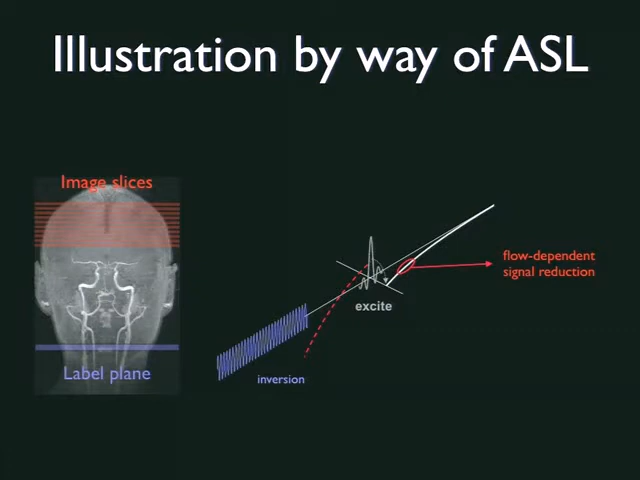 Illustration by way of ASL
Image slices
flow-dependent
signal reduction
excite
Label plane
inversion